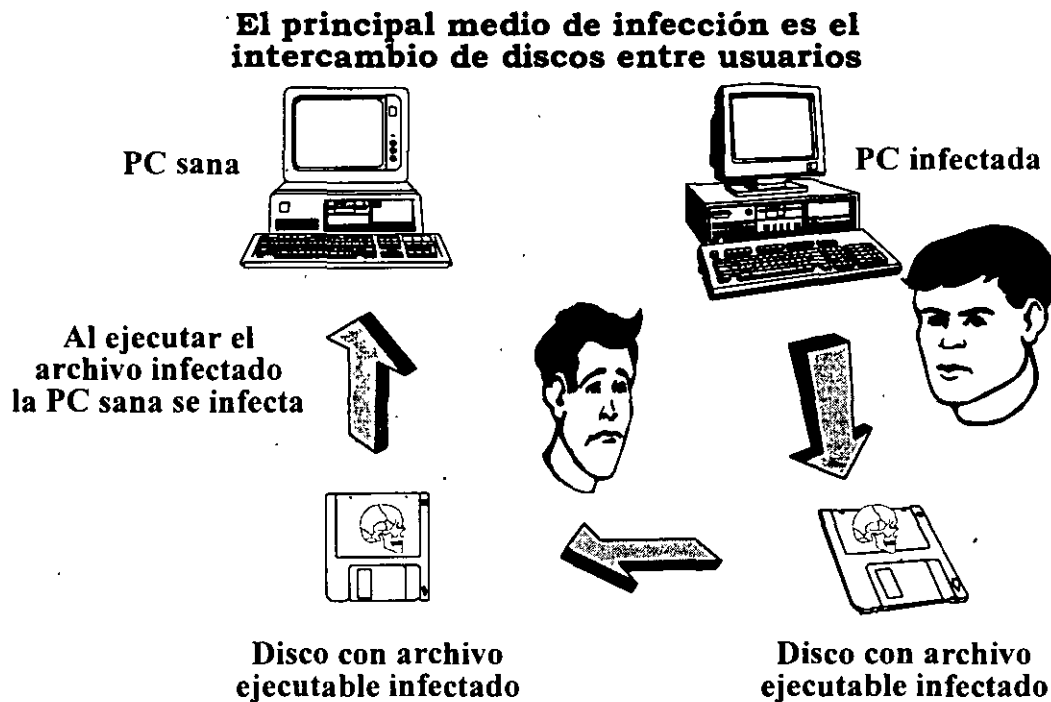 El principal medio de infección es el
intercambio de discos entre usuarios
PC sana
PC infectada
Al ejecutar el
archivo infectado
la PC sana se infecta
Disco con archivo
ejecutable infectado
Disco con archivo
ejecutable infectado